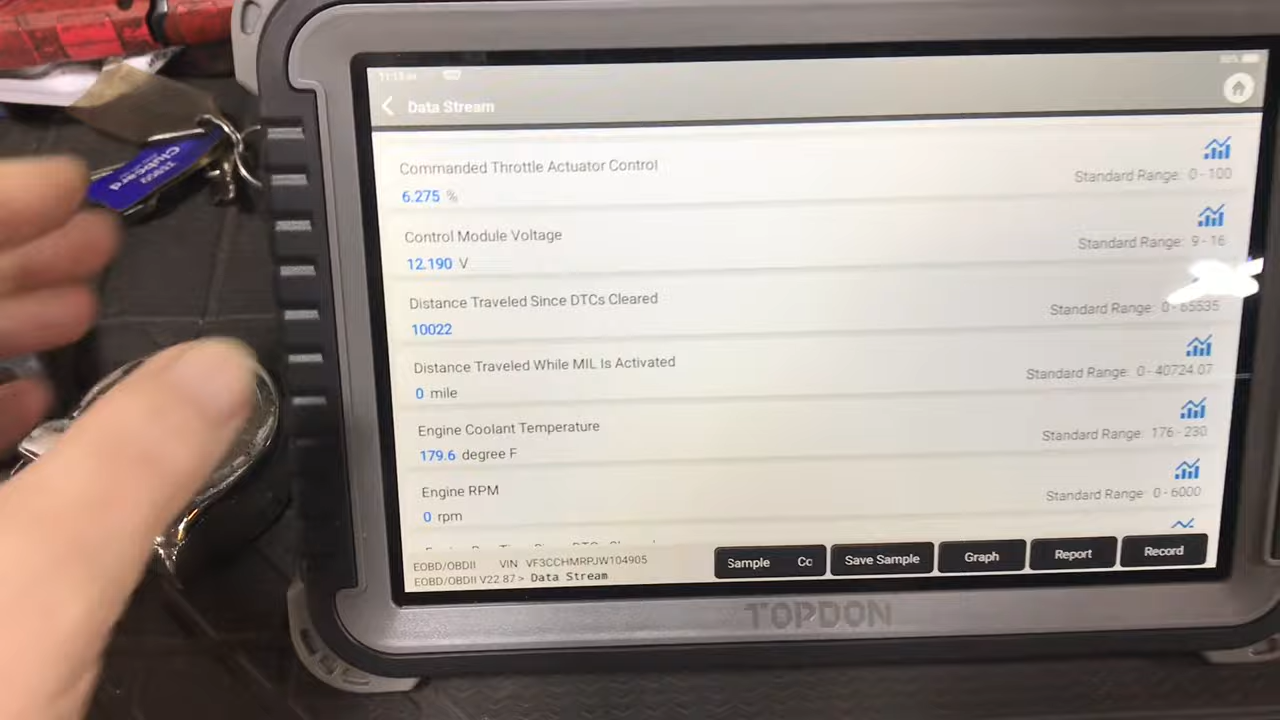 Data Stream
Commanded Throttle Actuator Control
6.275 %
Standard Range: 0 - 100
Control Module Voltage
12.190 V
Standard Range: 9 - 16
Distance Traveled Since DTCs Cleared
10022
Standard Range: 0 - 65535
Distance Traveled While MIL Is Activated
0 mile
Standard Range: 0 - 40724.07
Engine Coolant Temperature
179.6 degree F
Standard Range: 176 - 230
Engine RPM
0 rpm
Standard Range: 0 - 6000
EOBD/OBDII VIN VF3CCHMRPJW104905
EOBD/OBDII V22.87 > Data Stream
Sample Co
Save Sample
Graph
Report
Record
TOPDON
TESCO
Clubcard